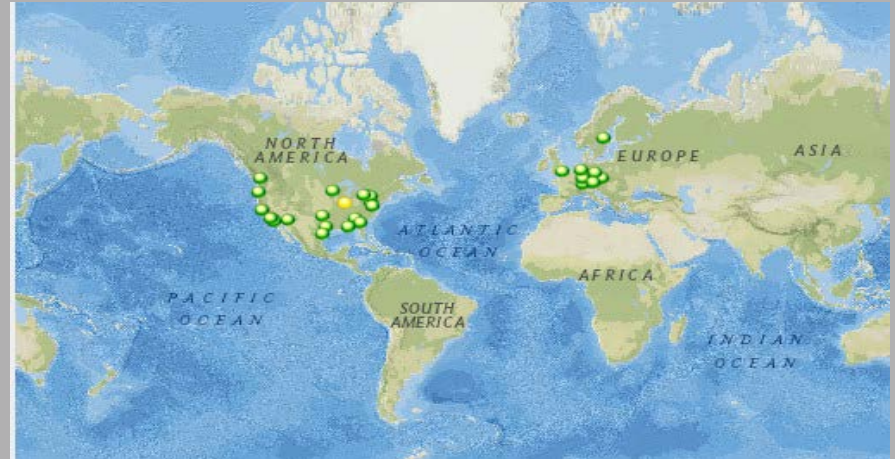 NORTH
AMERICA
EUROPE
ASIA
ATLANTIC
OCEAN
AFRICA
PACIFIC
OCEAN
SOUTH
AMERICA
INDIAN
OCEAN